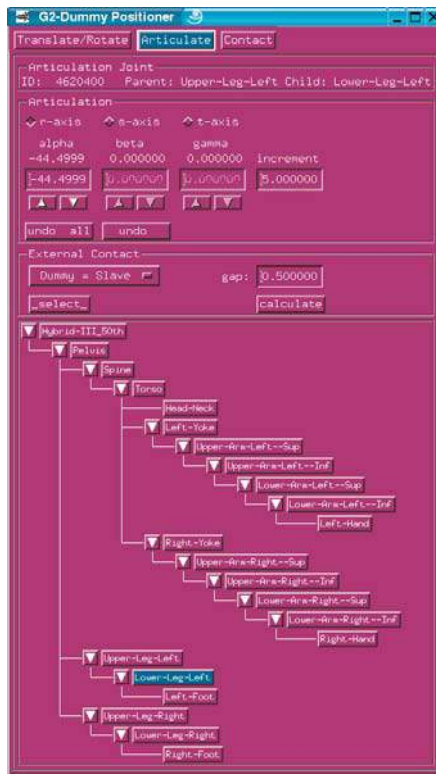 G2-Dummy Positioner
Translate/Rotate Articulate Contact
Articulation Joint
ID: 4620400 Parent: Upper-Leg-Left Child: Lower-Leg-Left
Articulation
r-axis s-axis t-axis
alpha beta gamma
-44.4999 0.000000 0.000000 increment
-44.4999 0.000000 0.000000 5.000000
undo all undo
External Contact
Dummy = Slave gap: 0.500000
_select_ calculate
Hybrid-III_50th
Pelvis
Spine
Torso
Head-Neck
Left-Yoke
Upper-Arm-Left--Sup
Upper-Arm-Left--Inf
Lower-Arm-Left--Sup
Lower-Arm-Left--Inf
Left-Hand
Right-Yoke
Upper-Arm-Right--Sup
Upper-Arm-Right--Inf
Lower-Arm-Right--Sup
Lower-Arm-Right--Inf
Right-Hand
Upper-Leg-Left
Lower-Leg-Left
Left-Foot
Upper-Leg-Right
Lower-Leg-Right
Right-Foot